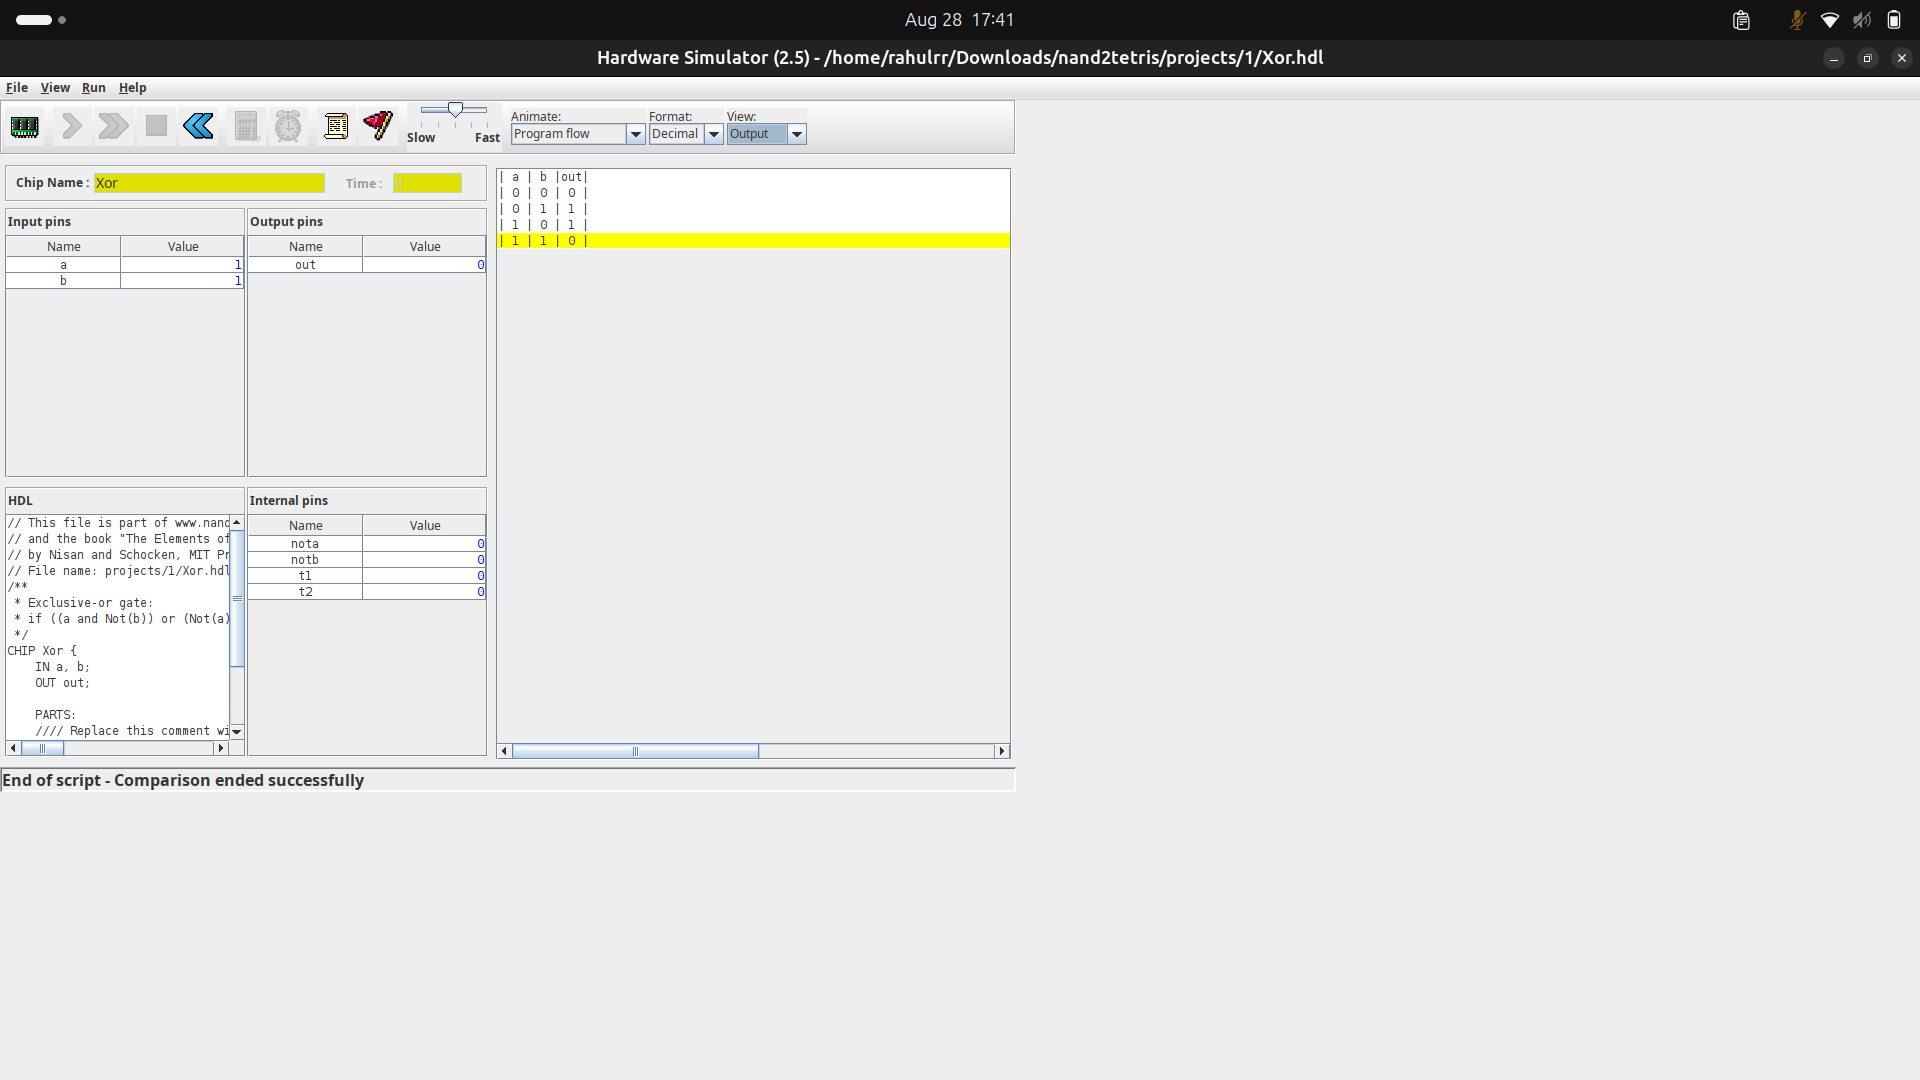 Aug 28 17:41
Hardware Simulator (2.5) - /home/rahulrr/Downloads/nand2tetris/projects/1/Xor.hdl
File View Run Help
Slow Fast
Animate: Format: View:
Program flow Decimal Output
Chip Name : Xor Time : 0
Input pins
Name Value
a 1
b 1
Output pins
Name Value
out 0
| a | b |out|
| 0 | 0 | 0 |
| 0 | 1 | 1 |
| 1 | 0 | 1 |
| 1 | 1 | 0 |
HDL
// This file is part of www.nand
// and the book "The Elements of
// by Nisan and Schocken, MIT Pr
// File name: projects/1/Xor.hdl
/**
* Exclusive-or gate:
* if ((a and Not(b)) or (Not(a)
*/
CHIP Xor {
IN a, b;
OUT out;
PARTS:
//// Replace this comment wi
Internal pins
Name Value
nota 0
notb 0
t1 0
t2 0
End of script - Comparison ended successfully